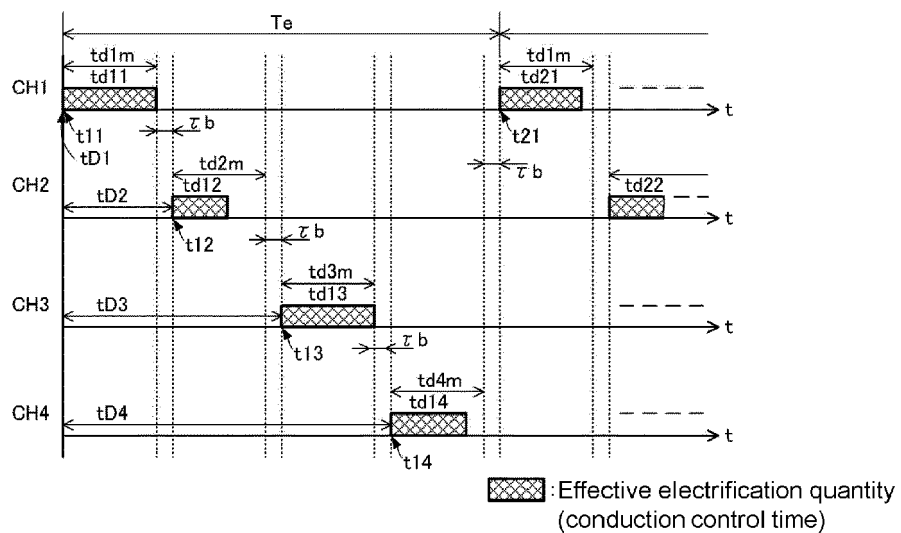 Te
td1m
td1m
CH1
td11
td21
t
t11
τb
t21
tD1
td2m
τb
CH2
tD2
td12
td22
t
t12
τb
td3m
CH3
tD3
td13
t
t13
τb
td4m
CH4
tD4
td14
t
t14
:Effective electrification quantity
(conduction control time)